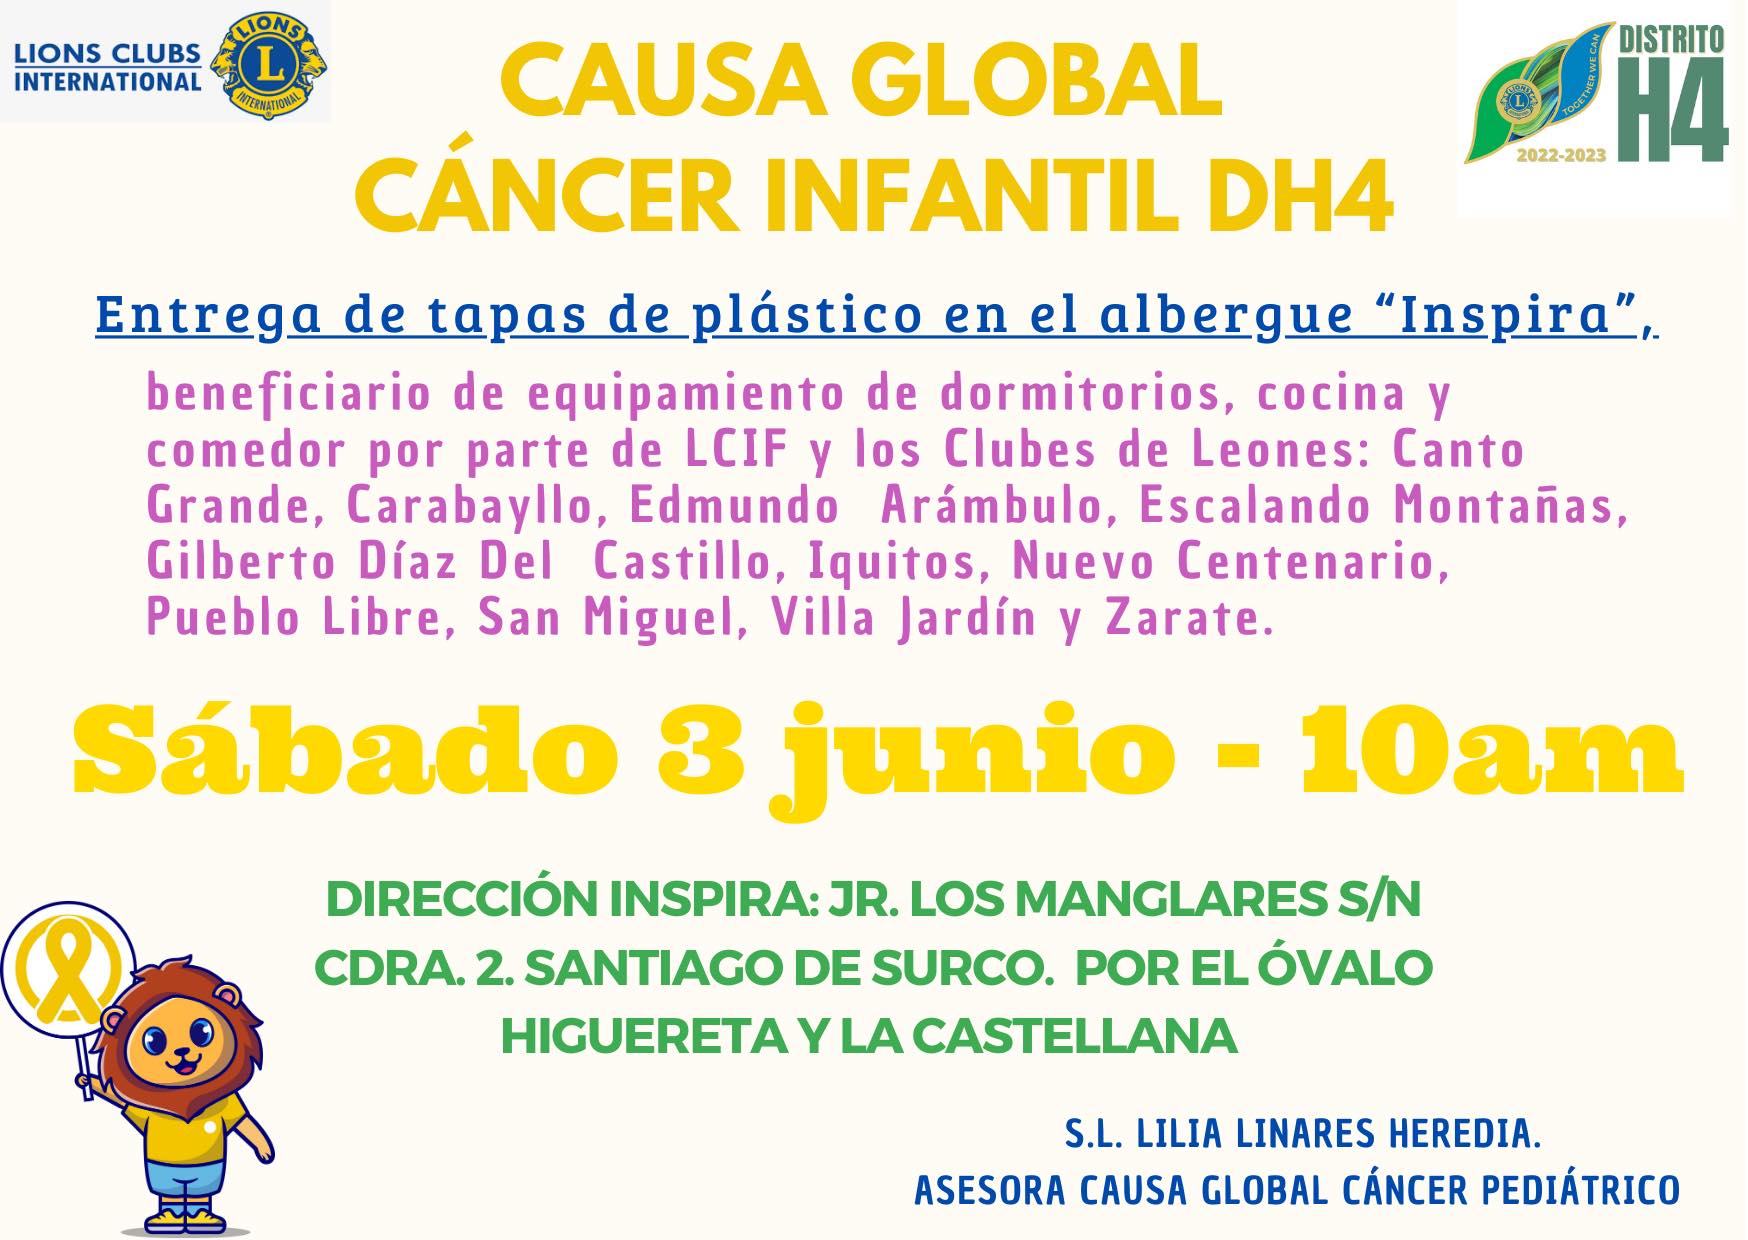 LIONS CLUBS
INTERNATIONAL
LIONS
L
INTERNATIONAL
CAUSA GLOBAL
CÁNCER INFANTIL DH4
DISTRITO
H4
TOGETHER WE CAN
2022-2023
Entrega de tapas de plástico en el albergue “Inspira”,
beneficiario de equipamiento de dormitorios, cocina y
comedor por parte de LCIF y los Clubes de Leones: Canto
Grande, Carabayllo, Edmundo Arámbulo, Escalando Montañas,
Gilberto Díaz Del Castillo, Iquitos, Nuevo Centenario,
Pueblo Libre, San Miguel, Villa Jardín y Zarate.
Sábado 3 junio - 10am
DIRECCIÓN INSPIRA: JR. LOS MANGLARES S/N
CDRA. 2. SANTIAGO DE SURCO. POR EL ÓVALO
HIGUERETA Y LA CASTELLANA
S.L. LILIA LINARES HEREDIA.
ASESORA CAUSA GLOBAL CÁNCER PEDIÁTRICO